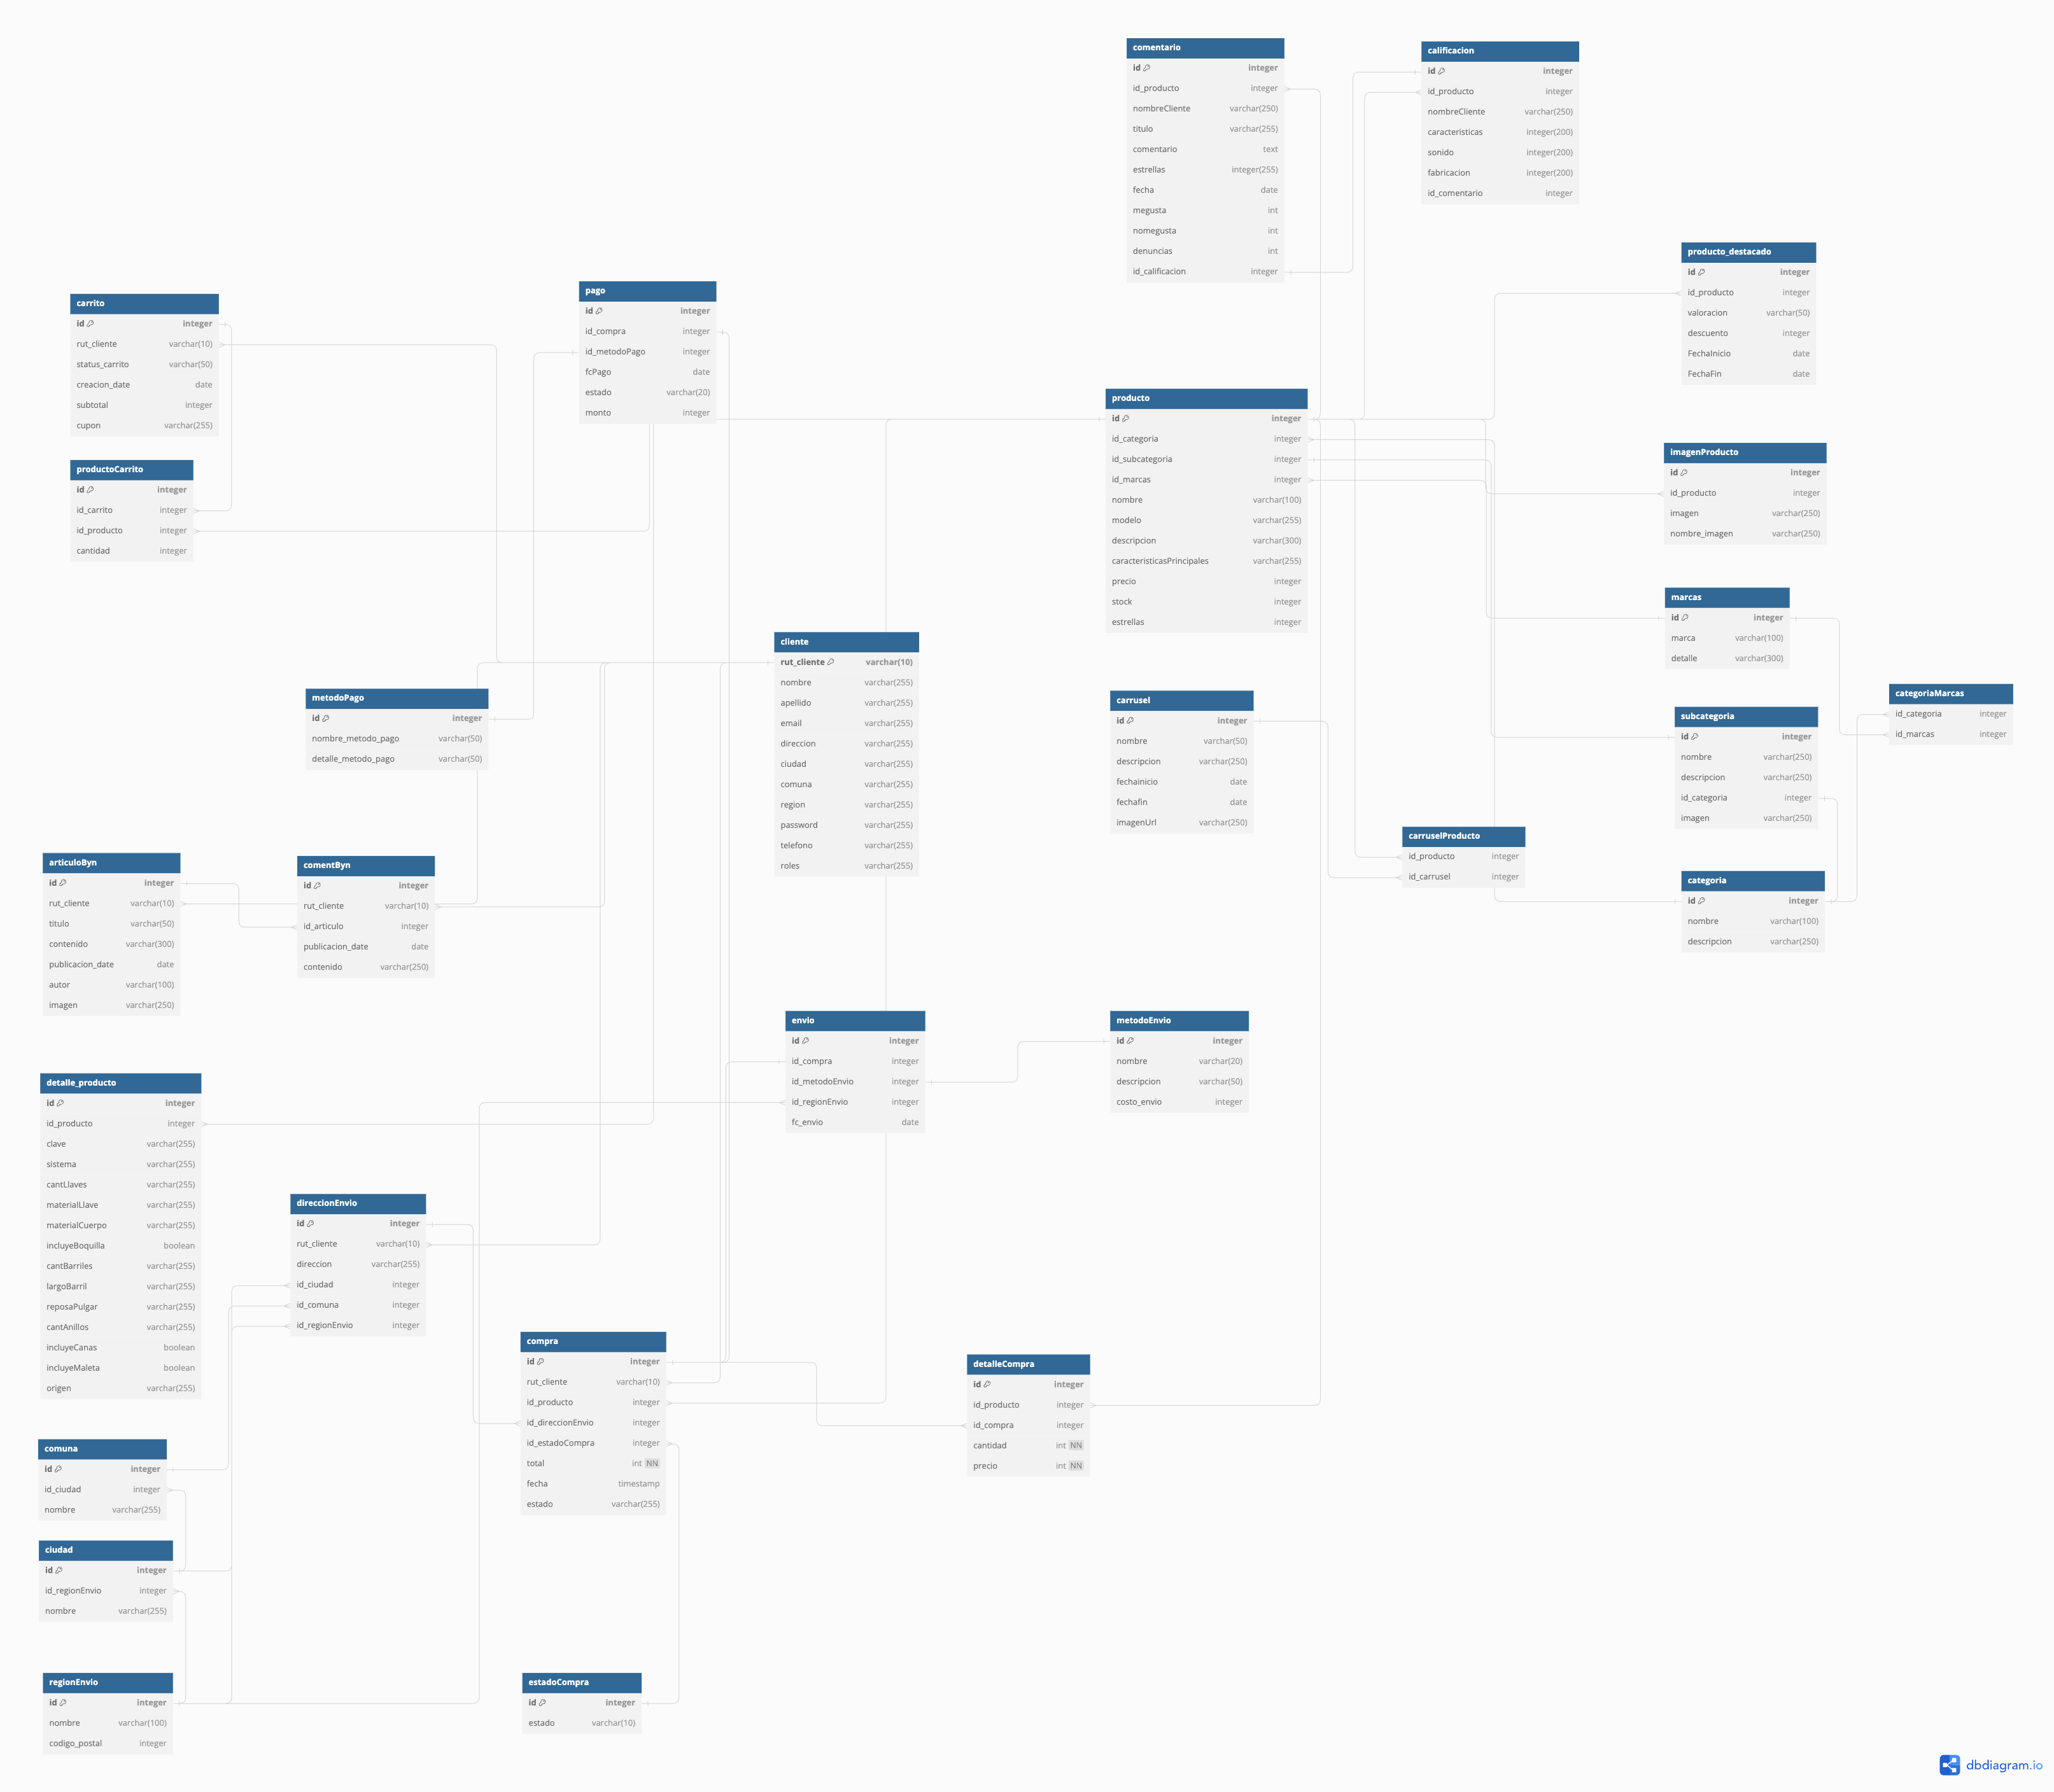 comentario
id integer
id_producto integer
nombreCliente varchar(250)
titulo varchar(255)
comentario text
estrellas integer(255)
fecha date
megusta int
nomegusta int
denuncias int
id_calificacion integer
calificacion
id integer
id_producto integer
nombreCliente varchar(250)
caracteristicas integer(200)
sonido integer(200)
fabricacion integer(200)
id_comentario integer
producto_destacado
id integer
id_producto integer
valoracion varchar(50)
descuento integer
FechaInicio date
FechaFin date
carrito
id integer
rut_cliente varchar(10)
status_carrito varchar(50)
creacion_date date
subtotal integer
cupon varchar(255)
pago
id integer
id_compra integer
id_metodoPago integer
fcPago date
estado varchar(20)
monto integer
producto
id integer
id_categoria integer
id_subcategoria integer
id_marcas integer
nombre varchar(100)
modelo varchar(255)
descripcion varchar(300)
caracteristicasPrincipales varchar(255)
precio integer
stock integer
estrellas integer
productoCarrito
id integer
id_carrito integer
id_producto integer
cantidad integer
imagenProducto
id integer
id_producto integer
imagen varchar(250)
nombre_imagen varchar(250)
marcas
id integer
marca varchar(100)
detalle varchar(300)
cliente
rut_cliente varchar(10)
nombre varchar(255)
apellido varchar(255)
email varchar(255)
direccion varchar(255)
ciudad varchar(255)
comuna varchar(255)
region varchar(255)
password varchar(255)
telefono varchar(255)
roles varchar(255)
metodoPago
id integer
nombre_metodo_pago varchar(50)
detalle_metodo_pago varchar(50)
carrusel
id integer
nombre varchar(50)
descripcion varchar(250)
fechainicio date
fechafin date
imagenUrl varchar(250)
categoriaMarcas
id_categoria integer
id_marcas integer
subcategoria
id integer
nombre varchar(250)
descripcion varchar(250)
id_categoria integer
imagen varchar(250)
carruselProducto
id_producto integer
id_carrusel integer
categoria
id integer
nombre varchar(100)
descripcion varchar(250)
articuloByn
id integer
rut_cliente varchar(10)
titulo varchar(50)
contenido varchar(300)
publicacion_date date
autor varchar(100)
imagen varchar(250)
comentByn
id integer
rut_cliente varchar(10)
id_articulo integer
publicacion_date date
contenido varchar(250)
envio
id integer
id_compra integer
id_metodoEnvio integer
id_regionEnvio integer
fc_envio date
metodoEnvio
id integer
nombre varchar(20)
descripcion varchar(50)
costo_envio integer
detalle_producto
id integer
id_producto integer
clave varchar(255)
sistema varchar(255)
cantLlaves varchar(255)
materialLlave varchar(255)
materialCuerpo varchar(255)
incluyeBoquilla boolean
cantBarriles varchar(255)
largoBarril varchar(255)
reposaPulgar varchar(255)
cantAnillos varchar(255)
incluyeCanas boolean
incluyeMaleta boolean
origen varchar(255)
direccionEnvio
id integer
rut_cliente varchar(10)
direccion varchar(255)
id_ciudad integer
id_comuna integer
id_regionEnvio integer
compra
id integer
rut_cliente varchar(10)
id_producto integer
id_direccionEnvio integer
id_estadoCompra integer
total int NN
fecha timestamp
estado varchar(255)
detalleCompra
id integer
id_producto integer
id_compra integer
cantidad int NN
precio int NN
comuna
id integer
id_ciudad integer
nombre varchar(255)
ciudad
id integer
id_regionEnvio integer
nombre varchar(255)
regionEnvio
id integer
nombre varchar(100)
codigo_postal integer
estadoCompra
id integer
estado varchar(10)
dbdiagram.io